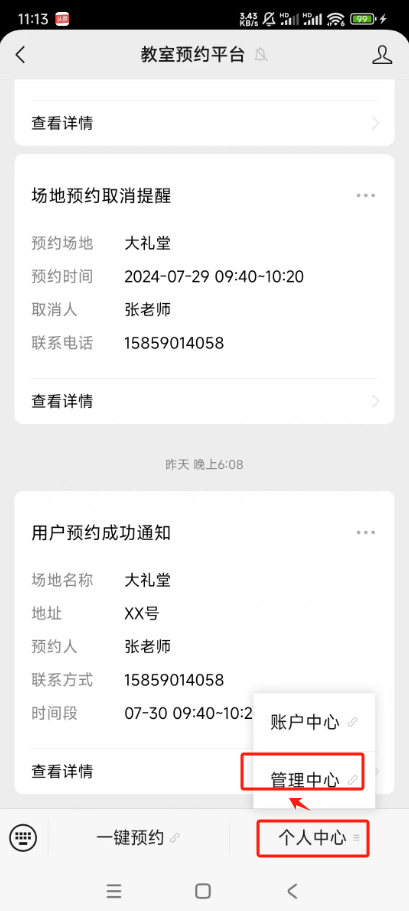 11:13 头条 3.43 KB/s HD HD 6 99
教室预约平台
查看详情
场地预约取消提醒
预约场地 大礼堂
预约时间 2024-07-29 09:40~10:20
取消人 张老师
联系电话 15859014058
查看详情
昨天 晚上6:08
用户预约成功通知
场地名称 大礼堂
地址 XX号
预约人 张老师
联系方式 15859014058
时间段 07-30 09:40~10:2
账户中心
查看详情
管理中心
一键预约 个人中心